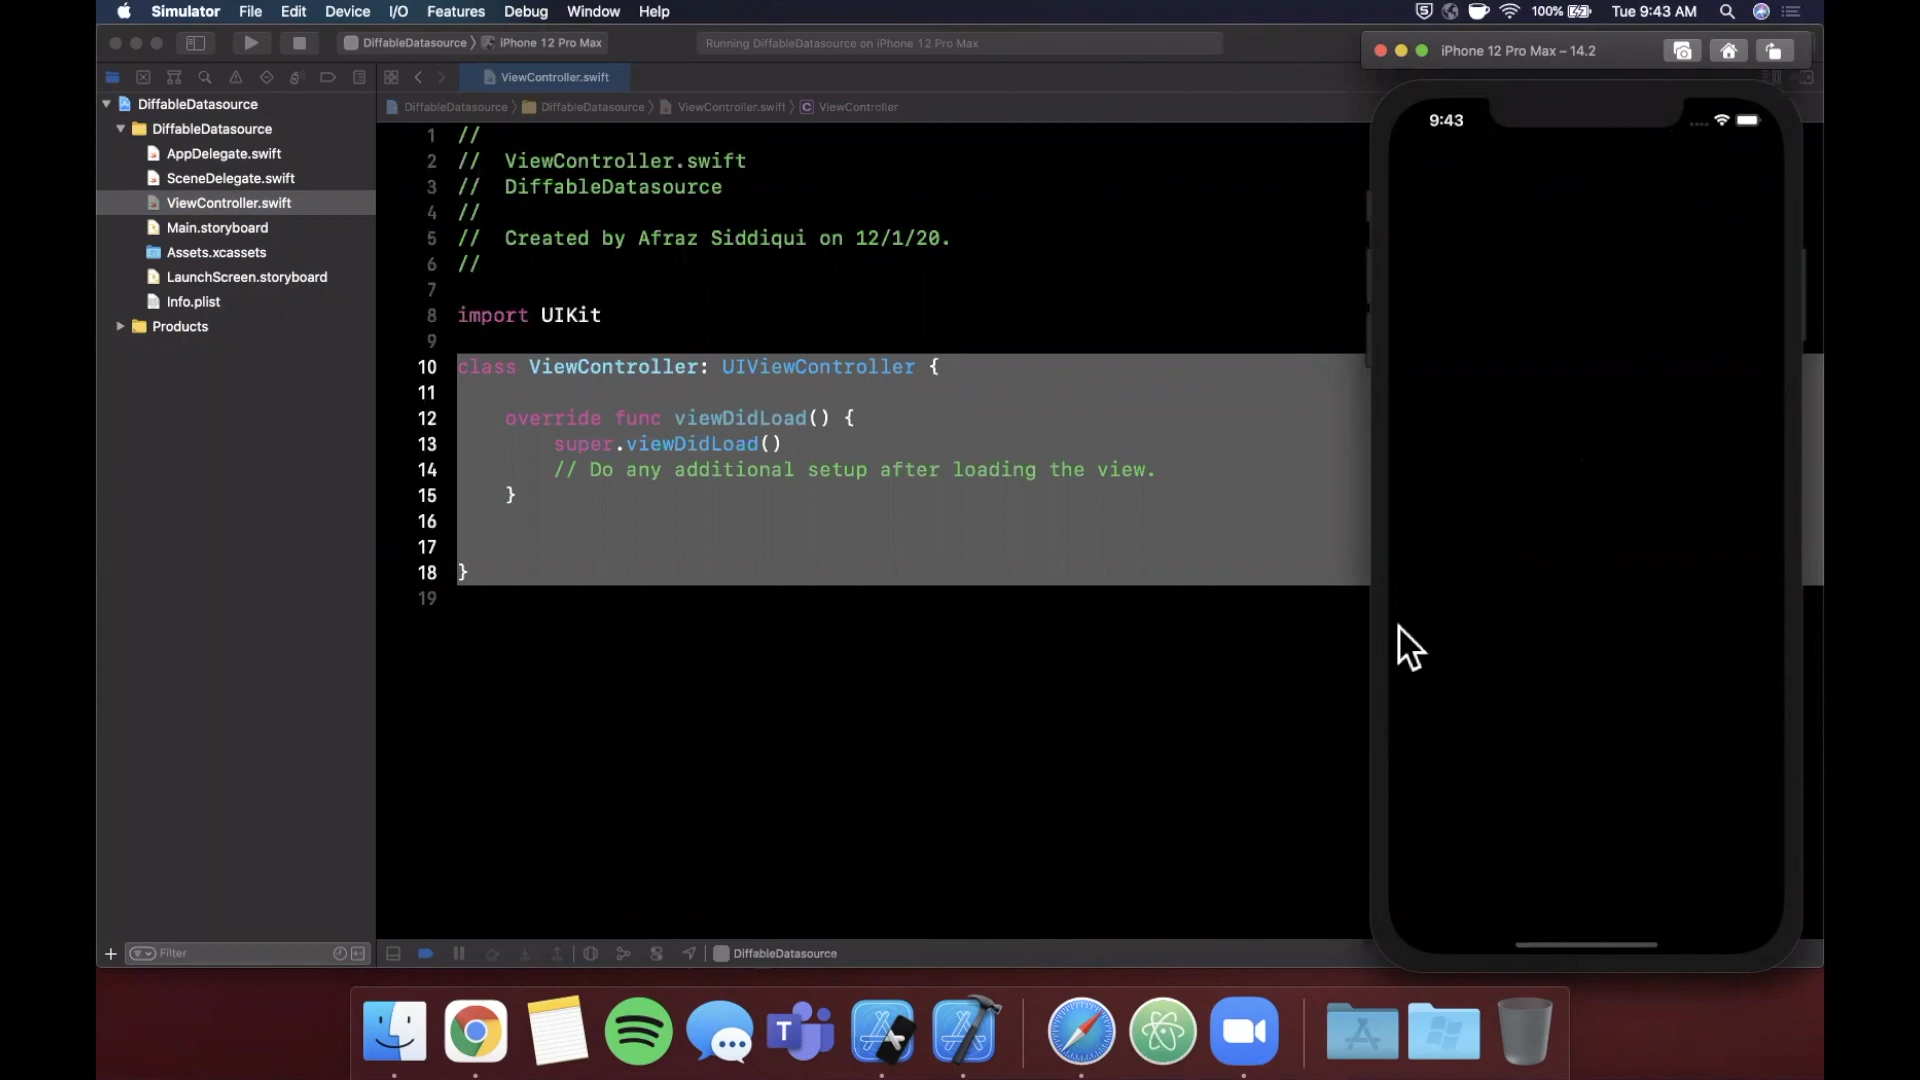 Simulator File Edit Device I/O Features Debug Window Help 100% Tue 9:43 AM
DiffableDatasource iPhone 12 Pro Max Running DiffableDatasource on iPhone 12 Pro Max
iPhone 12 Pro Max – 14.2
ViewController.swift
DiffableDatasource DiffableDatasource ViewController.swift C ViewController
DiffableDatasource
DiffableDatasource
AppDelegate.swift
SceneDelegate.swift
ViewController.swift
Main.storyboard
Assets.xcassets
LaunchScreen.storyboard
Info.plist
Products
1 //
2 // ViewController.swift
3 // DiffableDatasource
4 //
5 // Created by Afraz Siddiqui on 12/1/20.
6 //
7
8 import UIKit
9
10 class ViewController: UIViewController {
11
12 override func viewDidLoad() {
13 super.viewDidLoad()
14 // Do any additional setup after loading the view.
15 }
16
17
18 }
19
9:43
Filter
DiffableDatasource
T